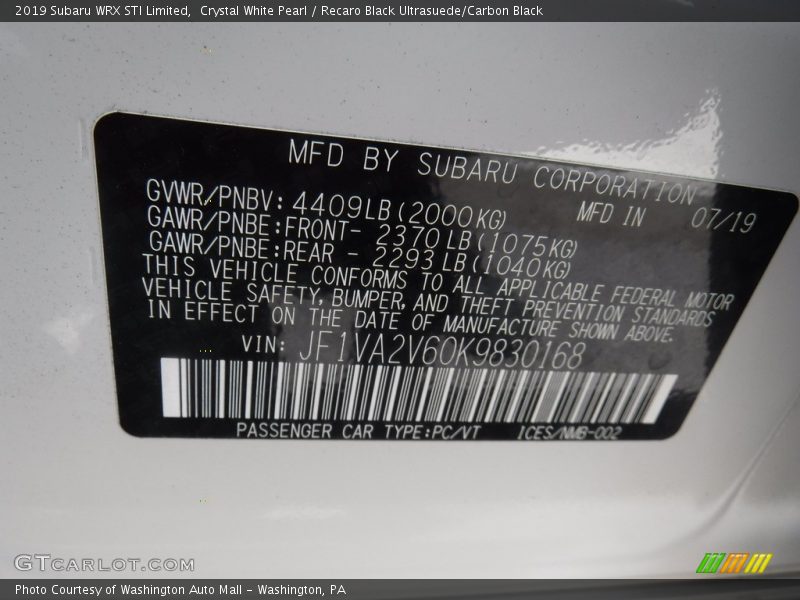 2019 Subaru WRX STI Limited,  Crystal White Pearl / Recaro Black Ultrasuede/Carbon Black
MFD BY SUBARU CORPORATION
GVWR/PNBV: 4409LB(2000KG) MFD IN 07/19
GAWR/PNBE:FRONT- 2370LB(1075KG)
GAWR/PNBE:REAR - 2293LB(1040KG)
THIS VEHICLE CONFORMS TO ALL APPLICABLE FEDERAL MOTOR
VEHICLE SAFETY, BUMPER, AND THEFT PREVENTION STANDARDS
IN EFFECT ON THE DATE OF MANUFACTURE SHOWN ABOVE.
VIN: JF1VA2V60K9830168
PASSENGER CAR TYPE:PC/VT ICES/NMB-002
GTCARLOT.COM
Photo Courtesy of Washington Auto Mall - Washington, PA